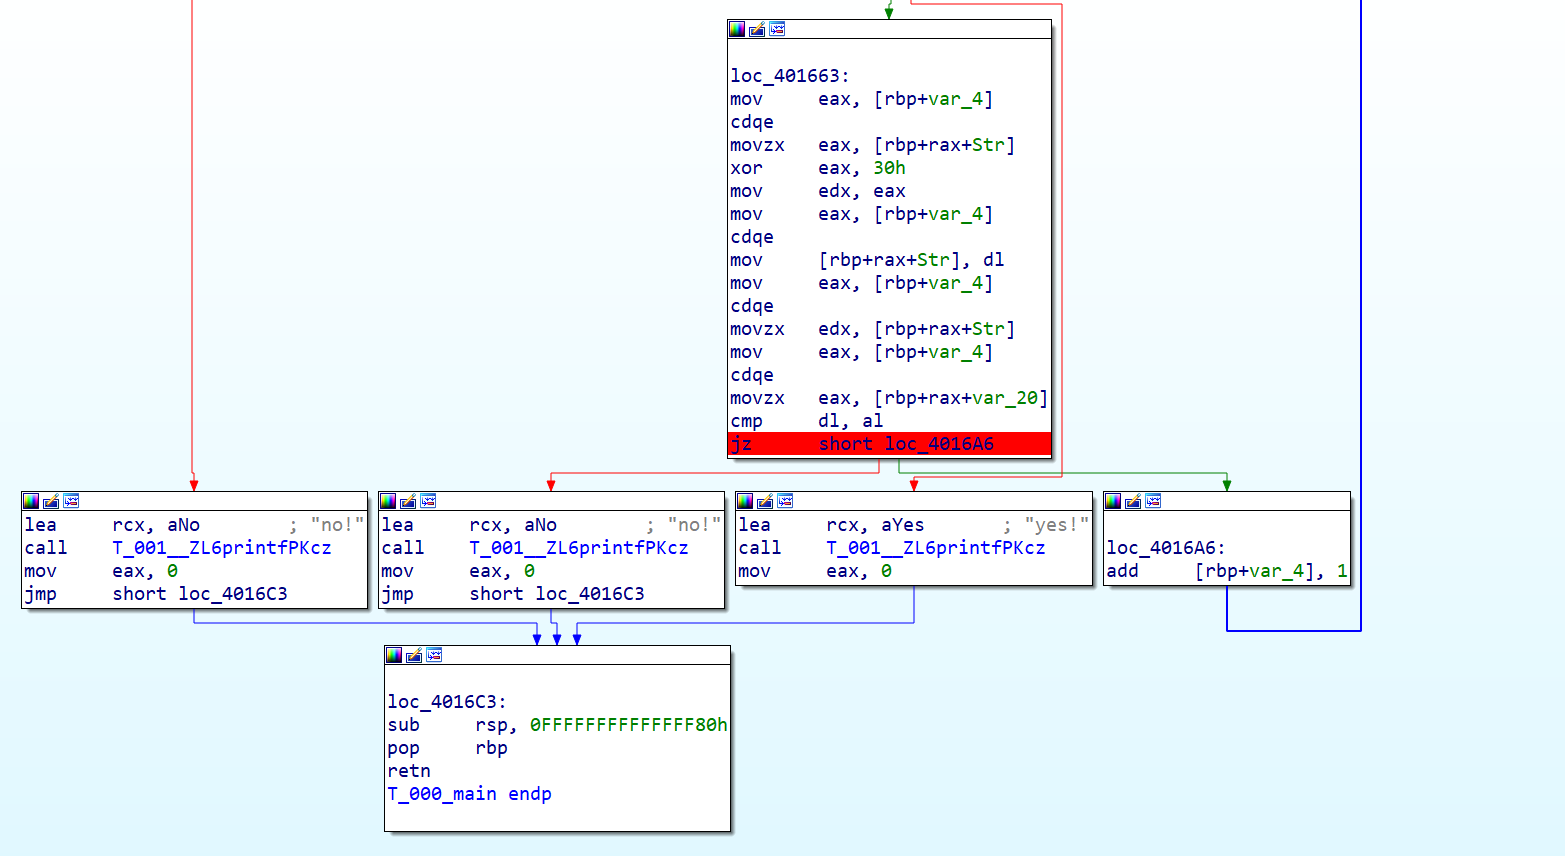 loc_401663:
mov eax, [rbp+var_4]
cdqe
movzx eax, [rbp+rax+Str]
xor eax, 30h
mov edx, eax
mov eax, [rbp+var_4]
cdqe
mov [rbp+rax+Str], dl
mov eax, [rbp+var_4]
cdqe
movzx edx, [rbp+rax+Str]
mov eax, [rbp+var_4]
cdqe
movzx eax, [rbp+rax+var_20]
cmp dl, al
jz short loc_4016A6
lea rcx, aNo ; "no!"
call T_001__ZL6printfPKcz
mov eax, 0
jmp short loc_4016C3
lea rcx, aNo ; "no!"
call T_001__ZL6printfPKcz
mov eax, 0
jmp short loc_4016C3
lea rcx, aYes ; "yes!"
call T_001__ZL6printfPKcz
mov eax, 0
loc_4016A6:
add [rbp+var_4], 1
loc_4016C3:
sub rsp, 0FFFFFFFFFFFFFF80h
pop rbp
retn
T_000_main endp